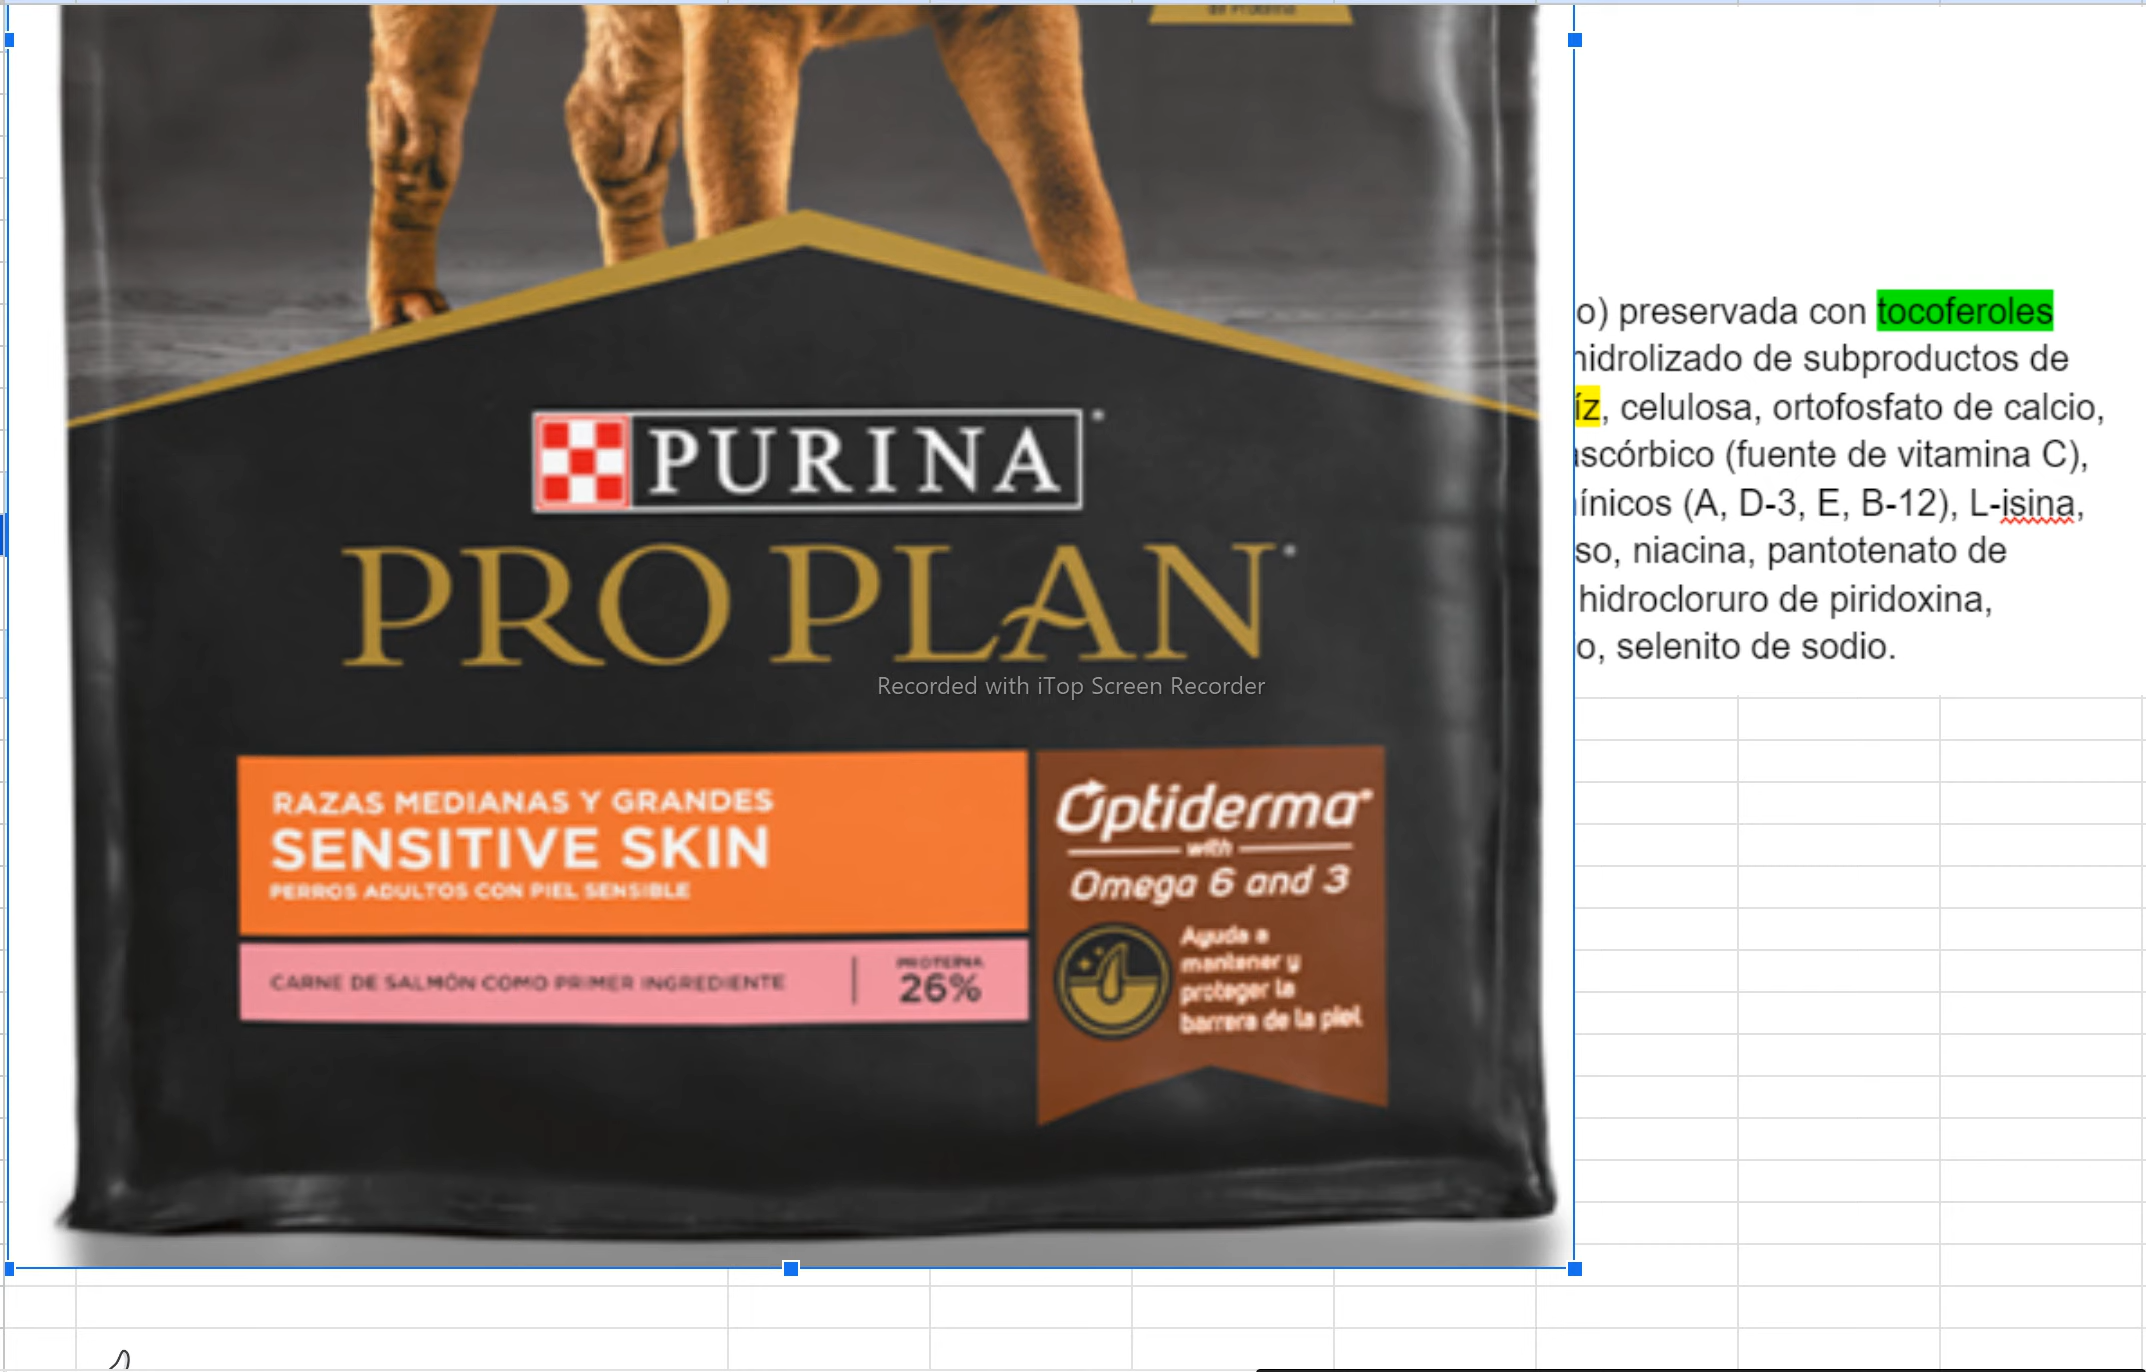 de Proteína
o) preservada con tocoferoles
hidrolizado de subproductos de
íz, celulosa, ortofosfato de calcio,
ascórbico (fuente de vitamina C),
ínicos (A, D-3, E, B-12), L-isina,
so, niacina, pantotenato de
hidrocloruro de piridoxina,
o, selenito de sodio.
PURINA
PRO PLAN
Recorded with iTop Screen Recorder
RAZAS MEDIANAS Y GRANDES
SENSITIVE SKIN
PERROS ADULTOS CON PIEL SENSIBLE
CARNE DE SALMÓN COMO PRIMER INGREDIENTE
PROTEINA
26%
Optiderma
with
Omega 6 and 3
Ayuda a
mantener y
proteger la
barrera de la piel